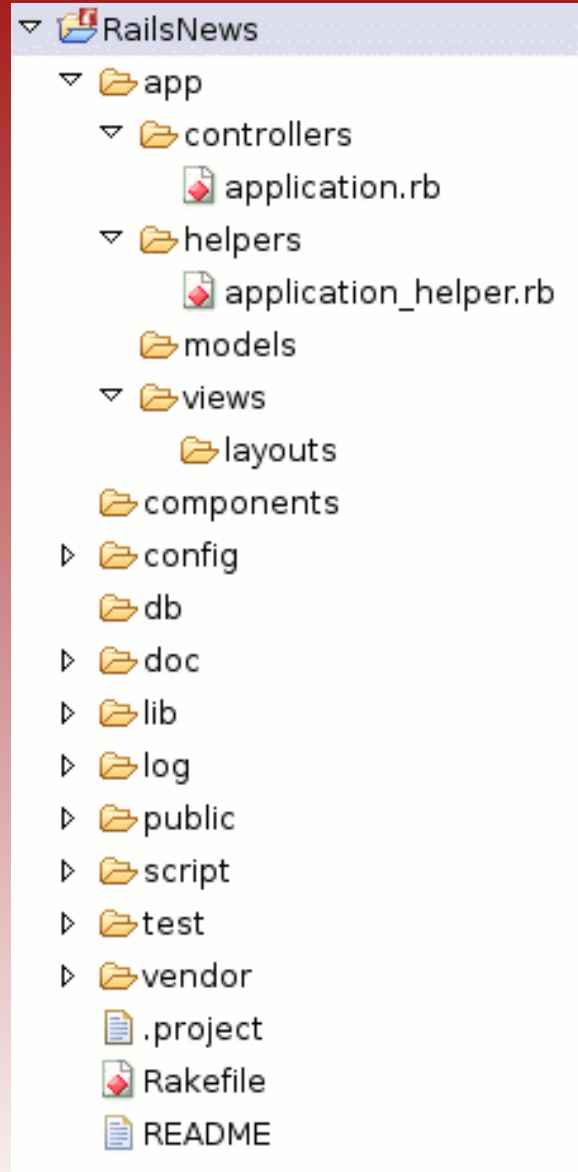 RailsNews
app
controllers
application.rb
helpers
application_helper.rb
models
views
layouts
components
config
db
doc
lib
log
public
script
test
vendor
.project
Rakefile
README